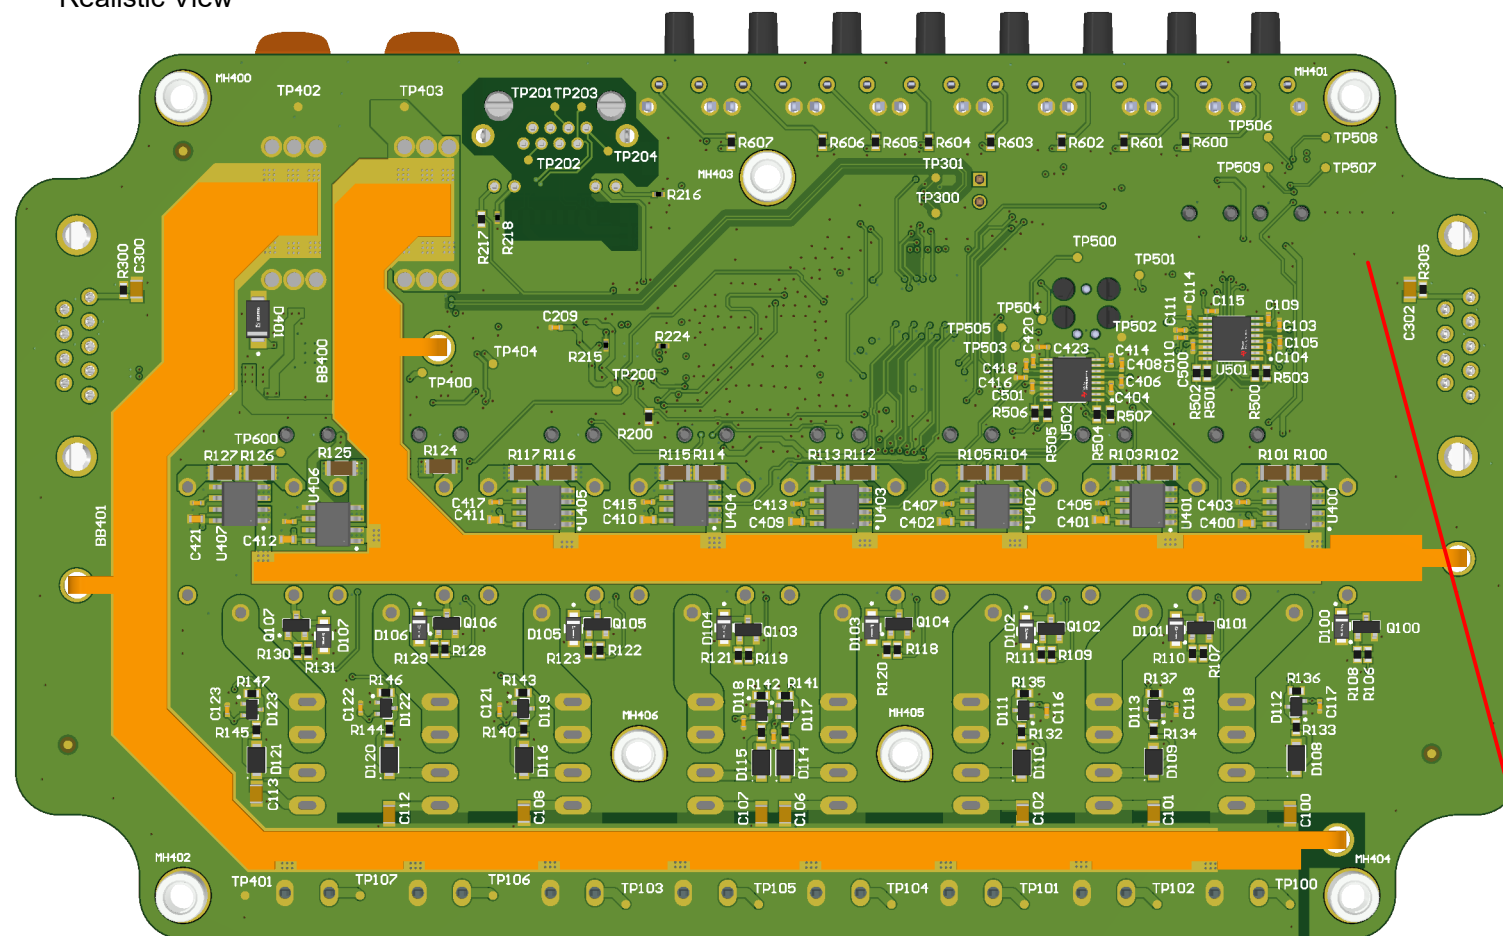 Realistic View
MH400
TP402
TP403
TP201
TP203
TP202
TP204
MH401
TP506
TP508
TP509
TP507
R607
R606
R605
R604
R603
R602
R601
R600
MH403
TP301
TP300
R216
R217
R218
TP500
TP501
R300
C300
R305
C302
D401
BB400
C209
R215
R224
TP404
TP400
TP200
R200
TP504
TP505
TP503
C420
C423
TP502
C414
C408
C406
C404
C418
C416
C501
R506
R505
U502
R504
R507
C114
C111
C115
C109
C103
C105
C104
C110
C500
U501
R502
R501
R500
R503
TP600
R127
R126
R125
R124
R117
R116
R115
R114
R113
R112
R105
R104
R103
R102
R101
R100
U406
C421
U407
C412
C417
C411
U405
C415
C410
U404
C413
C409
U403
C407
C402
U402
C405
C401
U401
C403
C400
U400
BB401
Q107
D107
R130
R131
D106
Q106
R129
R128
D105
Q105
R123
R122
D104
Q103
R121
R119
D103
Q104
R120
R118
D102
Q102
R111
R109
D101
Q101
R110
R107
D100
Q100
R108
R106
R147
C123
D123
R145
D121
C113
R146
C122
D122
R144
D120
C112
R143
C121
D119
R140
D116
C108
MH406
R142
R141
D118
D117
D115
D114
C107
C106
MH405
R135
D111
C116
R132
D110
C102
R137
D113
C118
R134
D109
C101
R136
D112
C117
R133
D108
C100
MH402
MH404
TP401
TP107
TP106
TP103
TP105
TP104
TP101
TP102
TP100